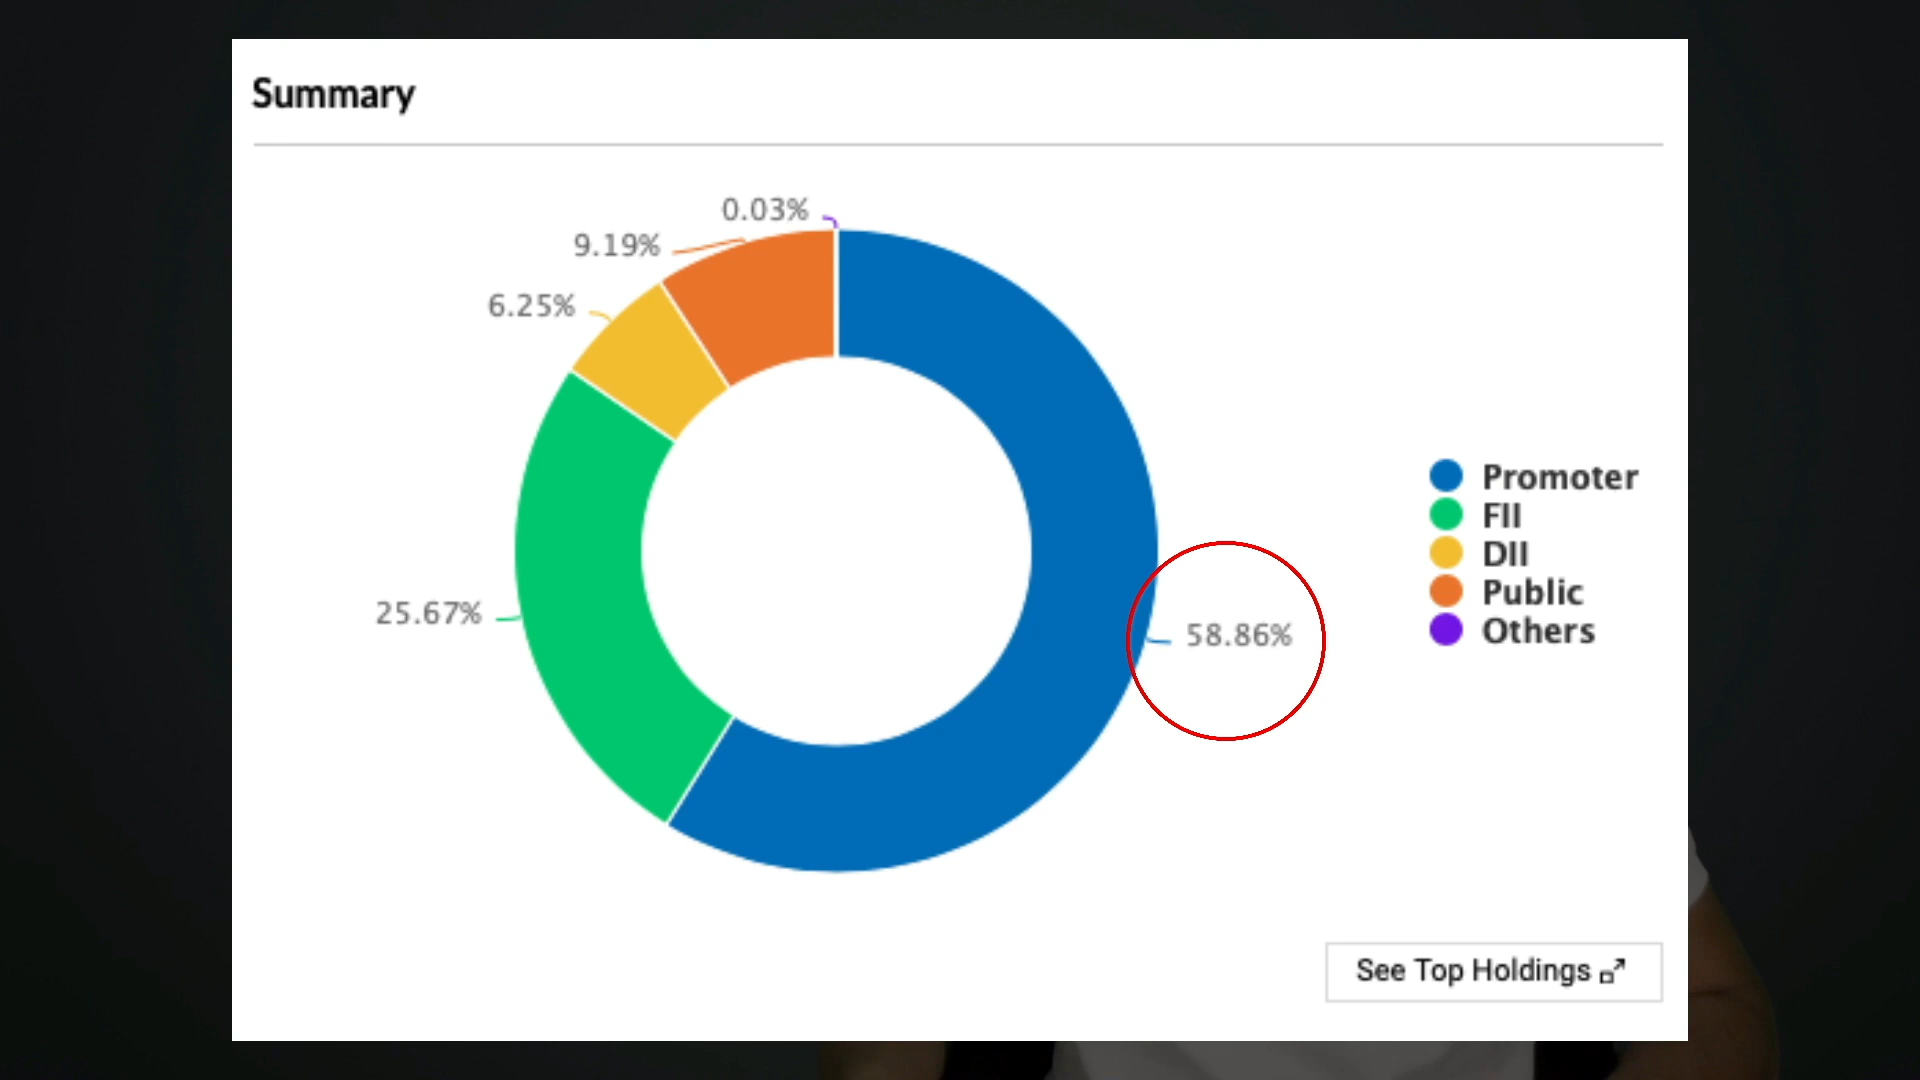 Summary
0.03%
9.19%
6.25%
25.67%
58.86%
Promoter
FII
DII
Public
Others
See Top Holdings